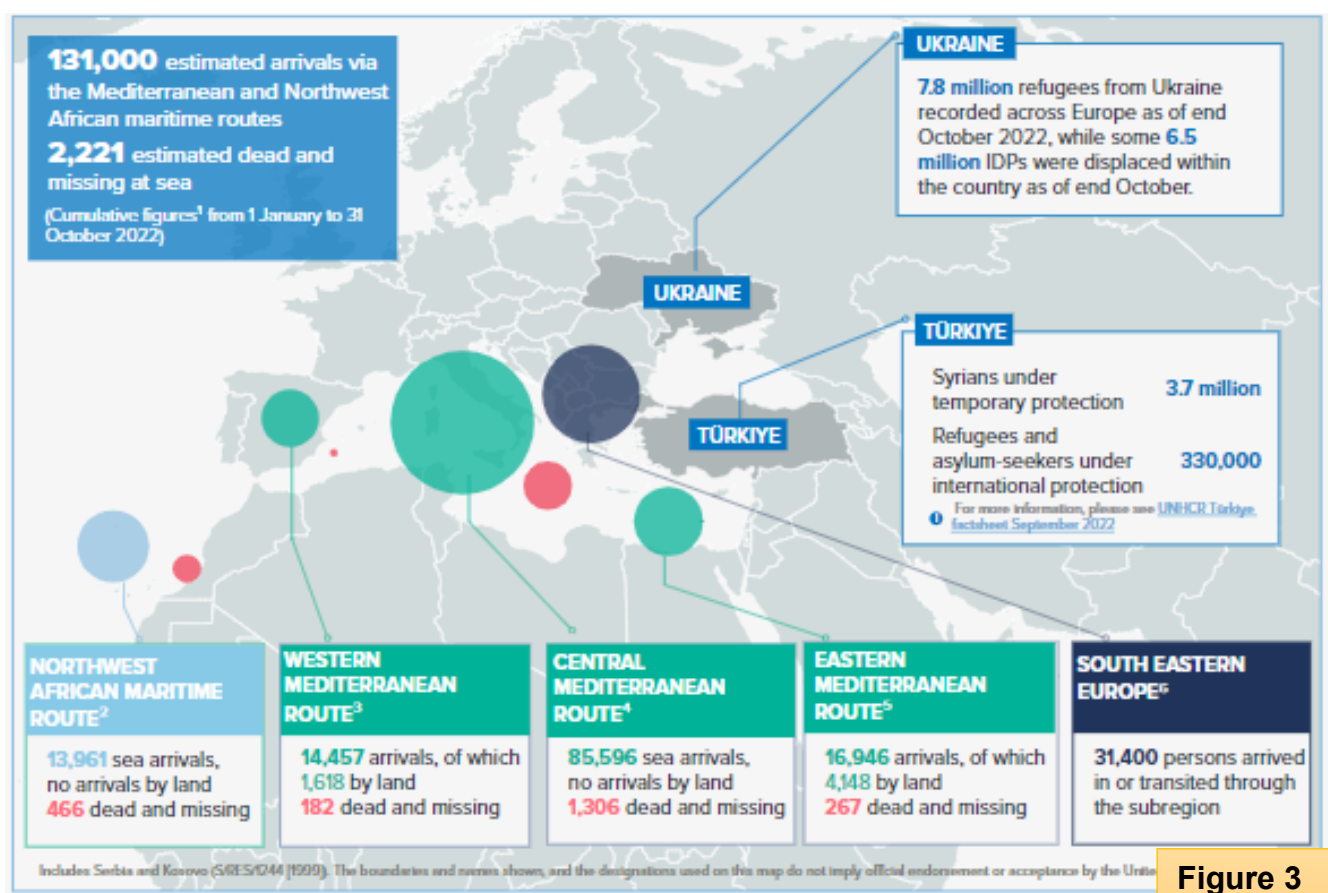 131,000 estimated arrivals via
the Mediterranean and Northwest
African maritime routes
2,221 estimated dead and
missing at sea
(Cumulative figures¹ from 1 January to 31
October 2022)
UKRAINE
7.8 million refugees from Ukraine
recorded across Europe as of end
October 2022, while some 6.5
million IDPs were displaced within
the country as of end October.
UKRAINE
TÜRKIYE
Syrians under
temporary protection
3.7 million
Refugees and
asylum-seekers under
international protection
330,000
For more information, please see UNHCR Türkiye
factsheet September 2022
TÜRKIYE
NORTHWEST
AFRICAN MARITIME
ROUTE²
13,961 sea arrivals,
no arrivals by land
466 dead and missing
WESTERN
MEDITERRANEAN
ROUTE³
14,457 arrivals, of which
1,618 by land
182 dead and missing
CENTRAL
MEDITERRANEAN
ROUTE⁴
85,596 sea arrivals,
no arrivals by land
1,306 dead and missing
EASTERN
MEDITERRANEAN
ROUTE⁵
16,946 arrivals, of which
4,148 by land
267 dead and missing
SOUTH EASTERN
EUROPE⁶
31,400 persons arrived
in or transited through
the subregion
Includes Serbia and Kosovo (S/RES/1244 [1999]). The boundaries and names shown, and the designations used on this map do not imply official endorsement or acceptance by the Unite
Figure 3